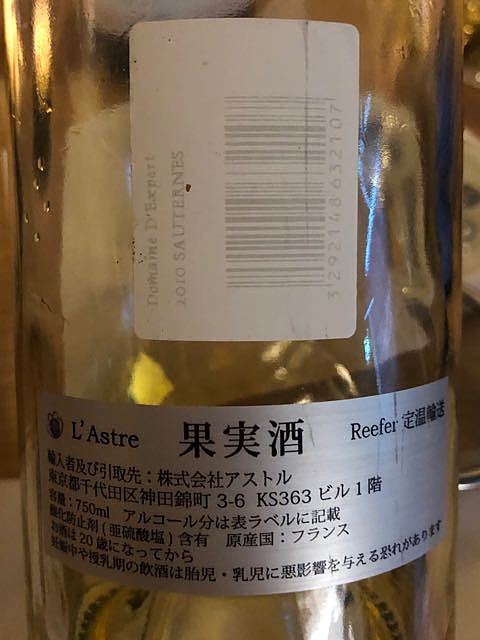 Domaine D'Expert
2010 SAUTERNES
3292148632107
L'Astre 果実酒 Reefer 定温輸送
輸入者及び引取先：株式会社アストル
東京都千代田区神田錦町 3-6 KS363 ビル 1 階
容量：750ml アルコール分は表ラベルに記載
酸化防止剤 (亜硫酸塩) 含有 原産国：フランス
お酒は 20 歳になってから
妊娠中や授乳期の飲酒は胎児・乳児に悪影響を与える恐れがあります